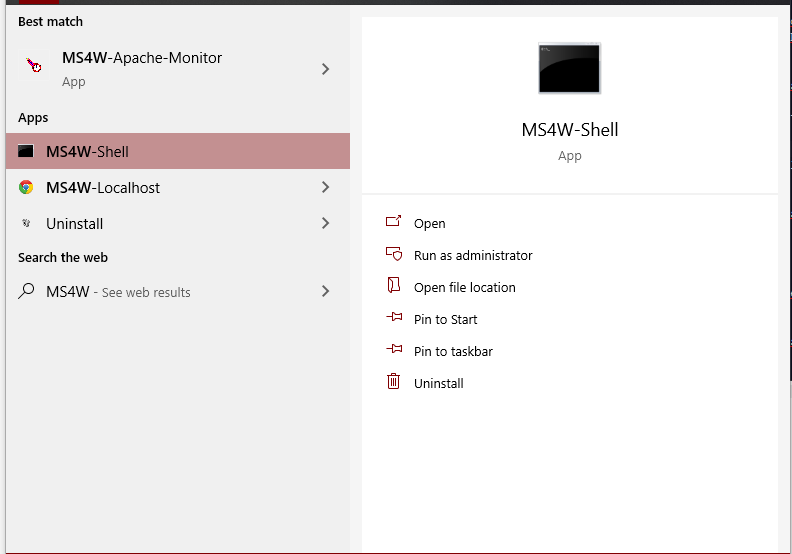 Best match
MS4W-Apache-Monitor
App
Apps
MS4W-Shell
MS4W-Localhost
Uninstall
Search the web
MS4W - See web results
MS4W-Shell
App
Open
Run as administrator
Open file location
Pin to Start
Pin to taskbar
Uninstall